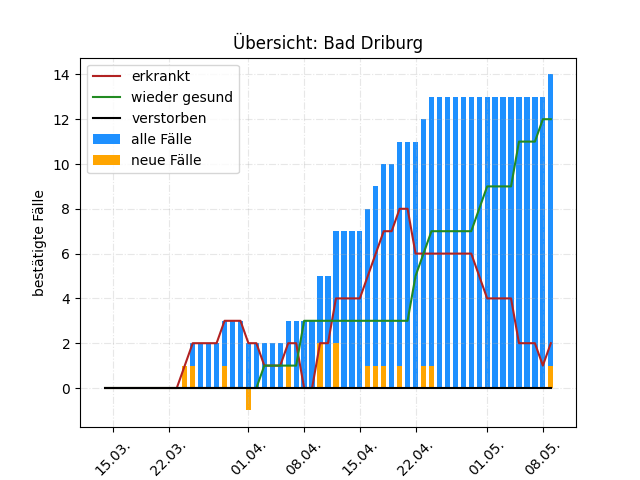 Übersicht: Bad Driburg
erkrankt
wieder gesund
verstorben
alle Fälle
neue Fälle
bestätigte Fälle
14
12
10
8
6
4
2
0
15.03.
22.03.
01.04.
08.04.
15.04.
22.04.
01.05.
08.05.